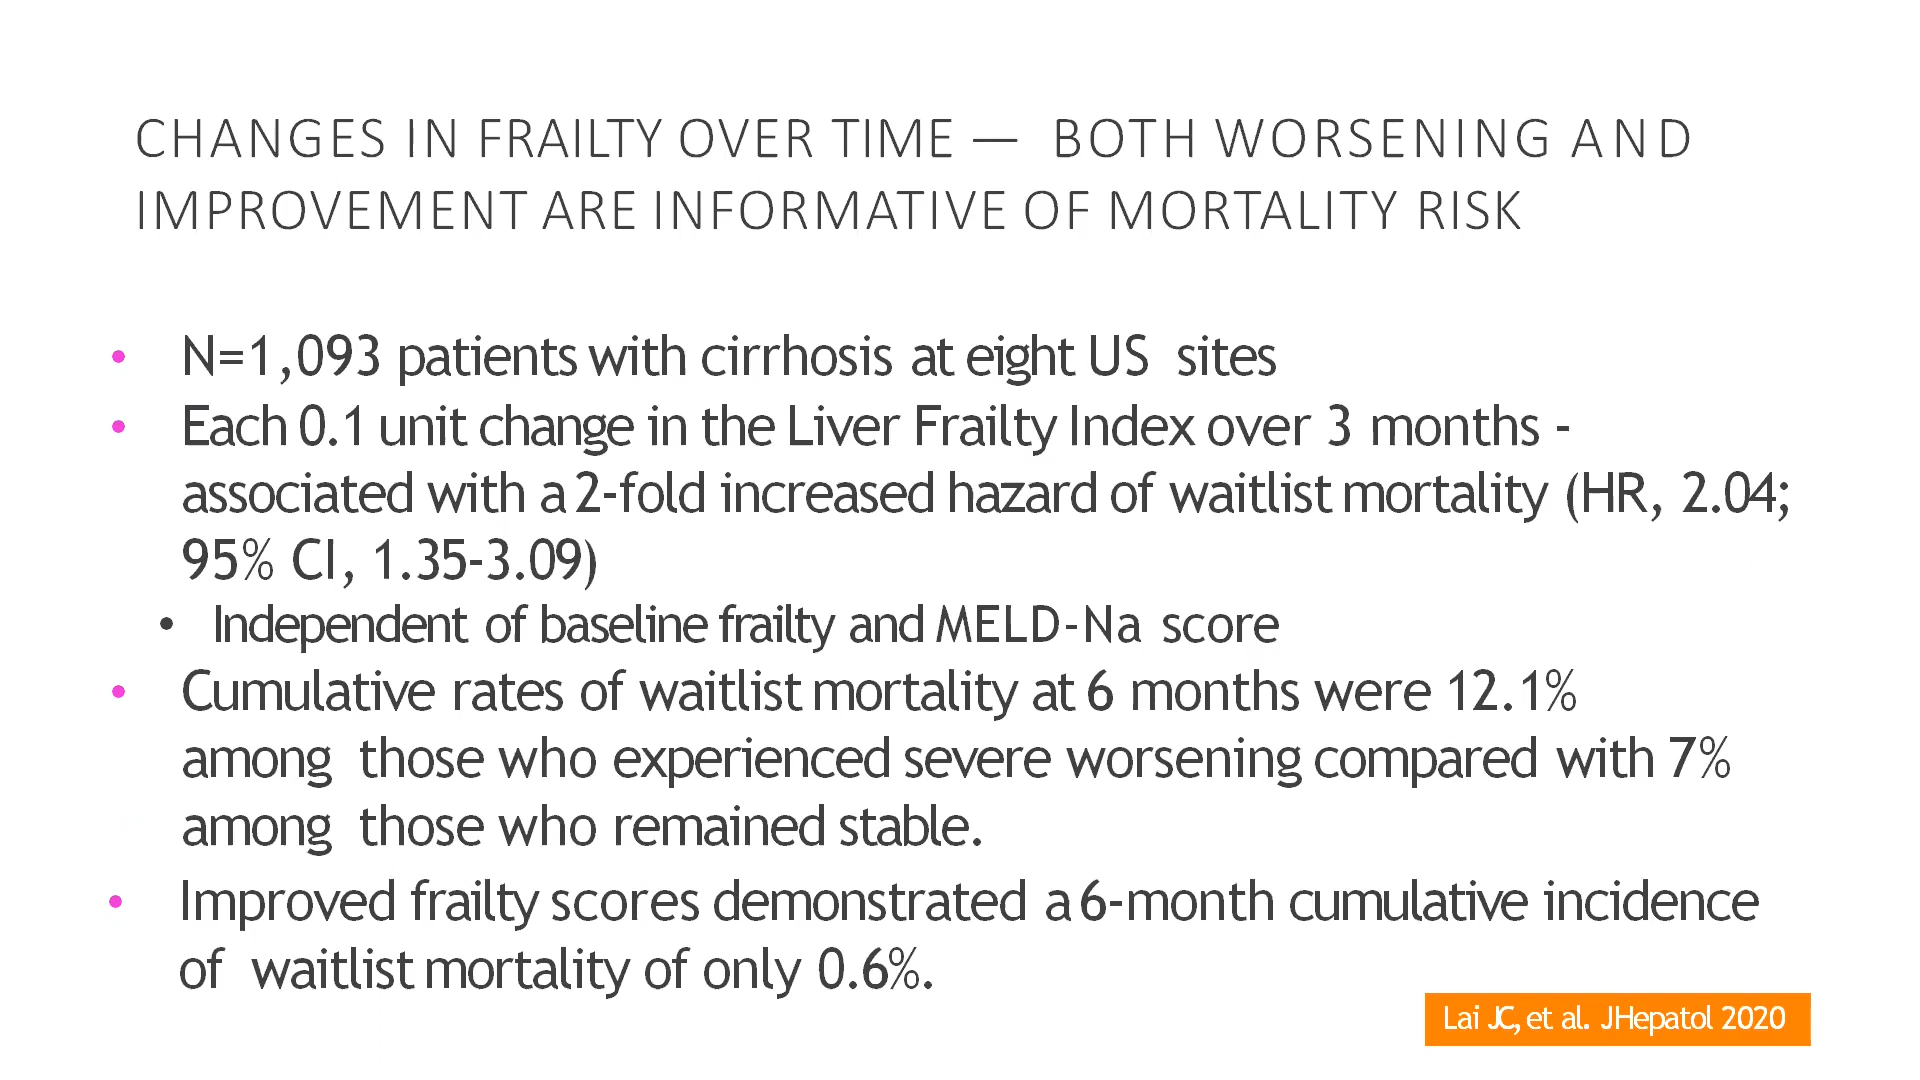 CHANGES IN FRAILTY OVER TIME — BOTH WORSENING AND
IMPROVEMENT ARE INFORMATIVE OF MORTALITY RISK
• N=1,093 patients with cirrhosis at eight US sites
• Each 0.1 unit change in the Liver Frailty Index over 3 months -
associated with a 2-fold increased hazard of waitlist mortality (HR, 2.04;
95% CI, 1.35-3.09)
• Independent of baseline frailty and MELD-Na score
• Cumulative rates of waitlist mortality at 6 months were 12.1%
among those who experienced severe worsening compared with 7%
among those who remained stable.
• Improved frailty scores demonstrated a 6-month cumulative incidence
of waitlist mortality of only 0.6%.
Lai JC, et al. J Hepatol 2020